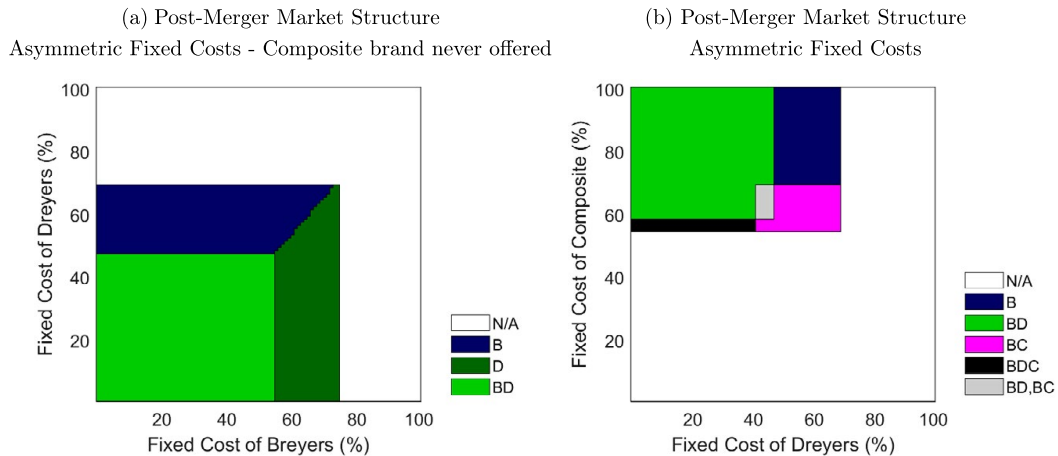 (a) Post-Merger Market Structure
Asymmetric Fixed Costs - Composite brand never offered
100
80
60
40
20
Fixed Cost of Dreyers (%)
20 40 60 80 100
Fixed Cost of Breyers (%)
N/A
B
D
BD
(b) Post-Merger Market Structure
Asymmetric Fixed Costs
100
80
60
40
20
Fixed Cost of Composite (%)
20 40 60 80 100
Fixed Cost of Dreyers (%)
N/A
B
BD
BC
BDC
BD,BC